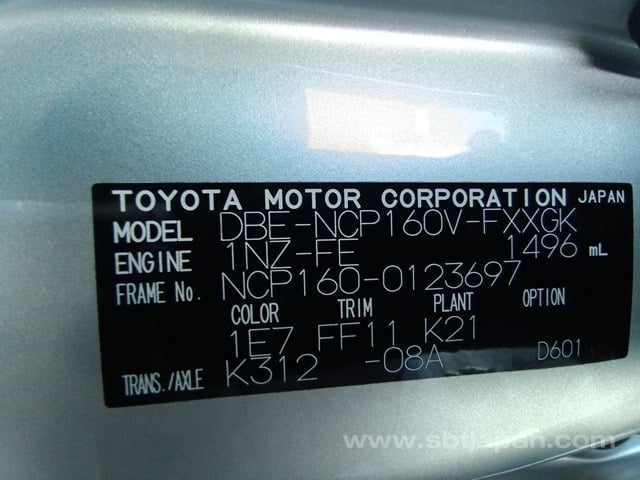 TOYOTA MOTOR CORPORATION JAPAN
MODEL DBE-NCP160V-FXXGK
ENGINE 1NZ-FE 1496 mL
FRAME No. NCP160-0123697
COLOR TRIM PLANT OPTION
1E7 FF11 K21
TRANS./AXLE K312 -08A D601
www.sbtjapan.com